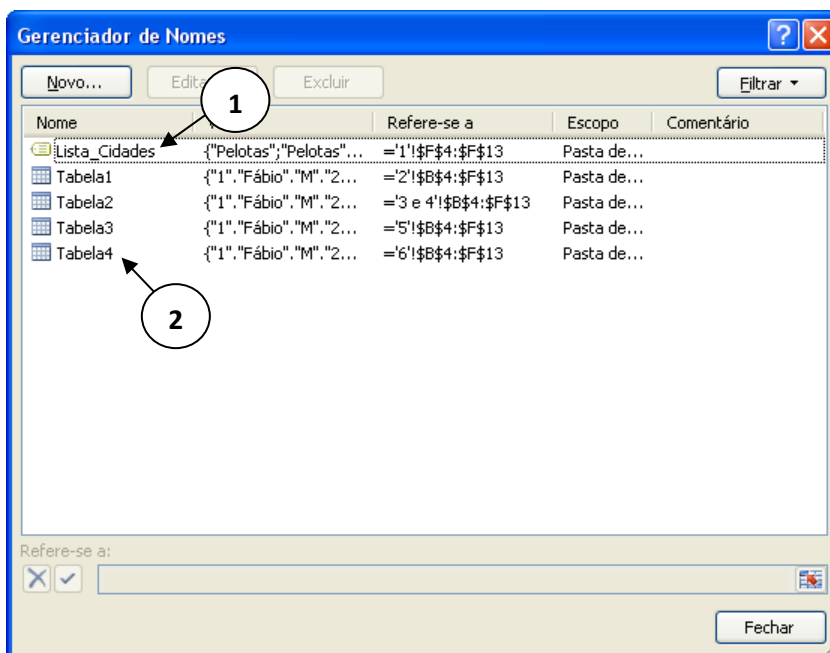 Gerenciador de Nomes
Novo... Excluir Filtrar
1
Nome Refere-se a Escopo Comentário
Lista_Cidades {"Pelotas";"Pelotas"... ='1'!$F$4:$F$13 Pasta de...
Tabela1 {"1"."Fábio"."M"."2... ='2'!$B$4:$F$13 Pasta de...
Tabela2 {"1"."Fábio"."M"."2... ='3 e 4'!$B$4:$F$13 Pasta de...
Tabela3 {"1"."Fábio"."M"."2... ='5'!$B$4:$F$13 Pasta de...
Tabela4 {"1"."Fábio"."M"."2... ='6'!$B$4:$F$13 Pasta de...
2
Refere-se a:
Fechar